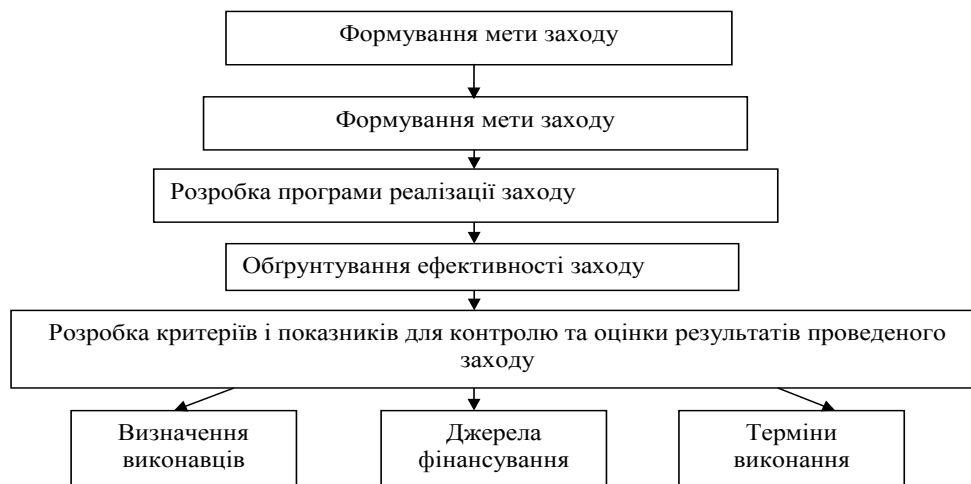 Формування мети заходу
Формування мети заходу
Розробка програми реалізації заходу
Обґрунтування ефективності заходу
Розробка критеріїв і показників для контролю та оцінки результатів проведеного
заходу
Визначення
виконавців
Джерела
фінансування
Терміни
виконання